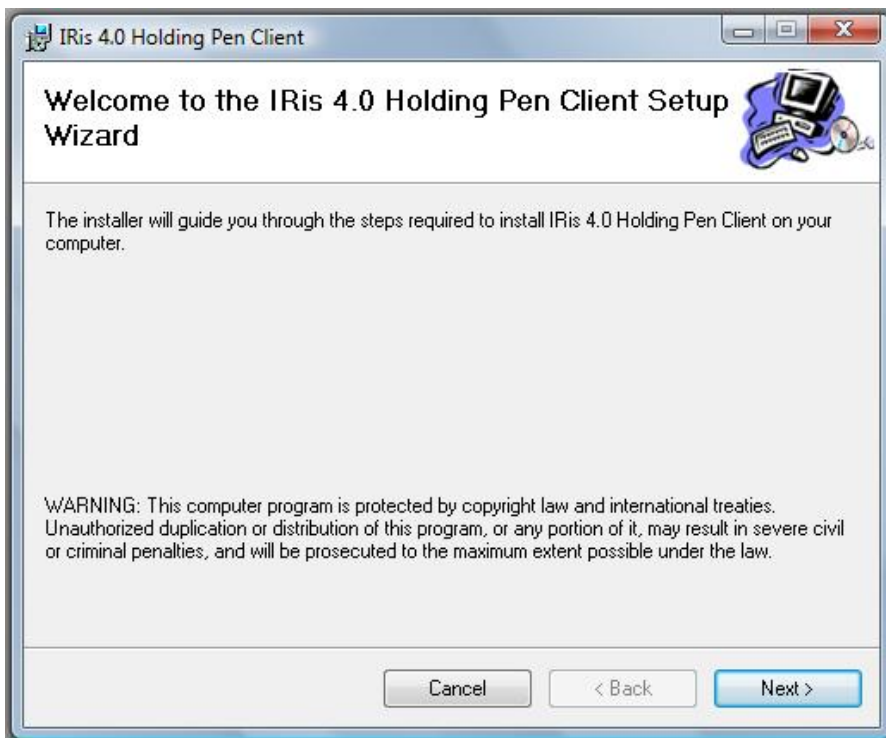 IRis 4.0 Holding Pen Client
Welcome to the IRis 4.0 Holding Pen Client Setup
Wizard
The installer will guide you through the steps required to install IRis 4.0 Holding Pen Client on your
computer.
WARNING: This computer program is protected by copyright law and international treaties.
Unauthorized duplication or distribution of this program, or any portion of it, may result in severe civil
or criminal penalties, and will be prosecuted to the maximum extent possible under the law.
Cancel < Back Next >